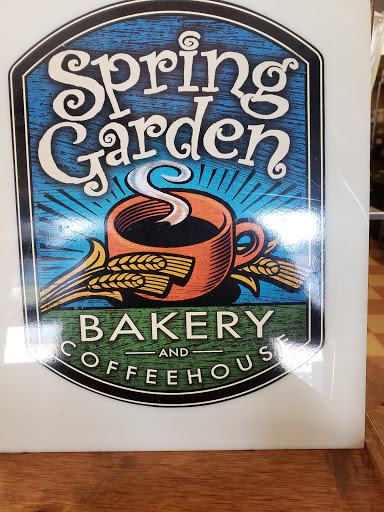 Spring
Garden
BAKERY
AND
COFFEEHOUSE